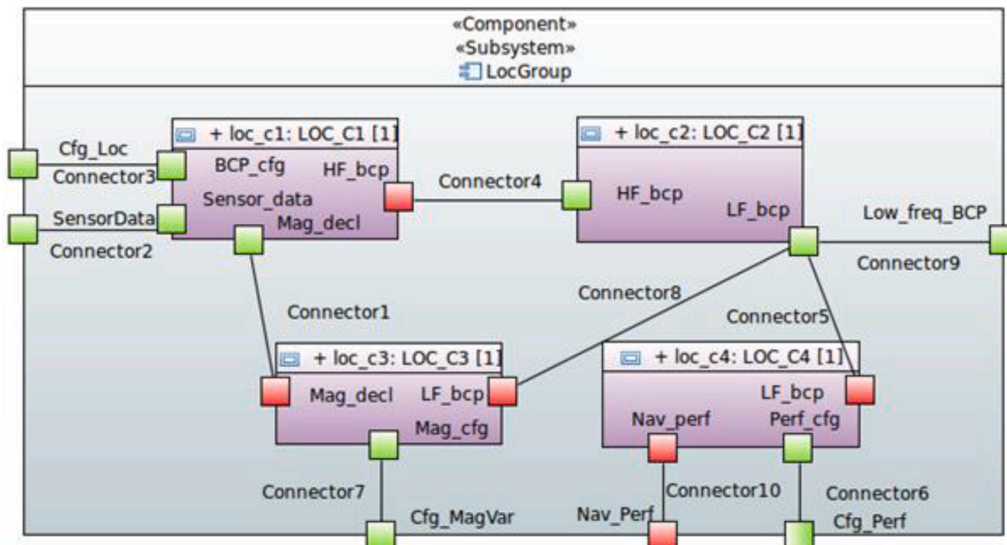 «Component»
«Subsystem»
LocGroup
+ loc_c1: LOC_C1 [1]
+ loc_c2: LOC_C2 [1]
Cfg_Loc
BCP_cfg
HF_bcp
Connector3
Connector4
HF_bcp
Sensor_data
LF_bcp
SensorData
Mag_decl
Low_freq_BCP
Connector2
Connector9
Connector8
Connector1
Connector5
+ loc_c3: LOC_C3 [1]
+ loc_c4: LOC_C4 [1]
Mag_decl
LF_bcp
LF_bcp
Mag_cfg
Nav_perf
Perf_cfg
Connector7
Connector10
Connector6
Cfg_MagVar
Nav_Perf
Cfg_Perf